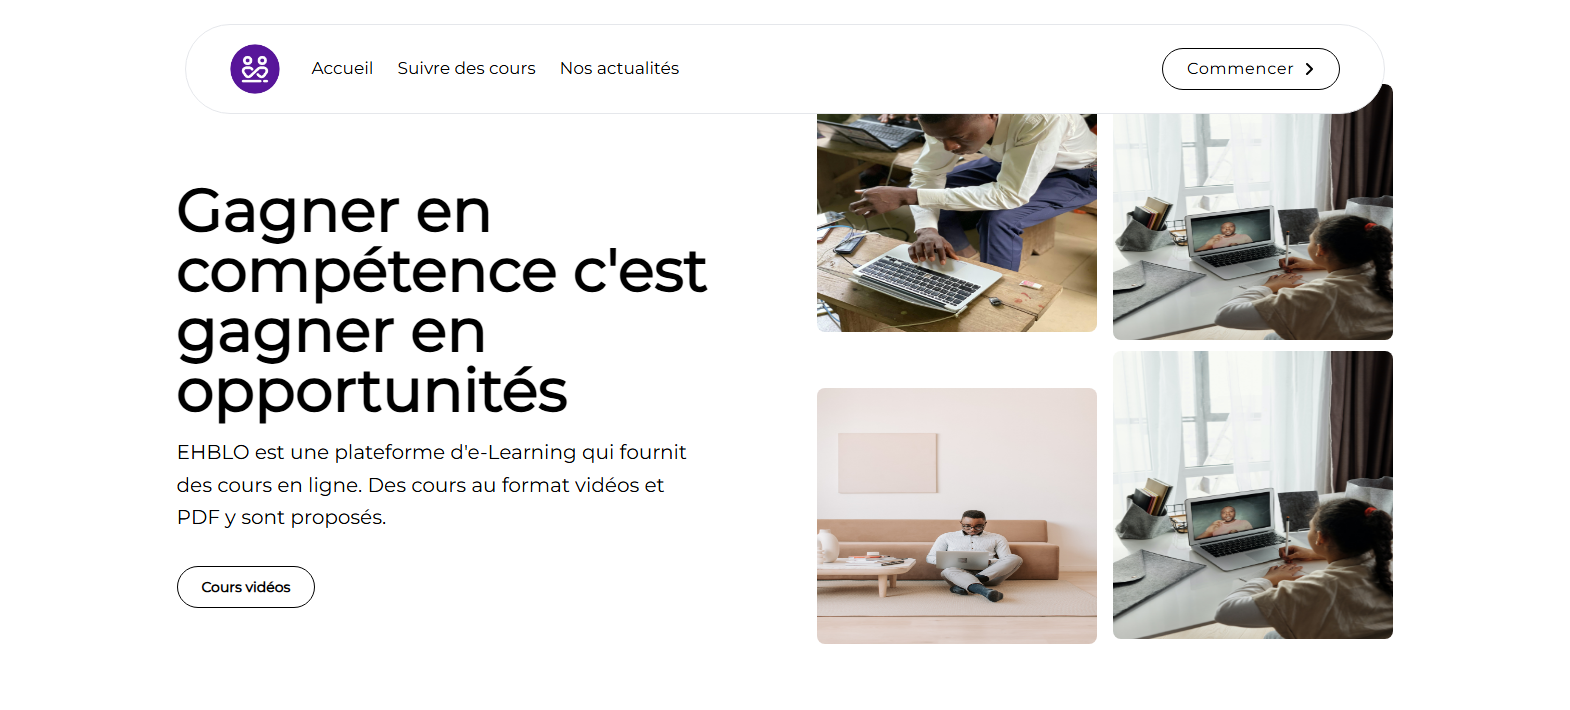 Accueil Suivre des cours Nos actualités Commencer
Gagner en
compétence c'est
gagner en
opportunités
EHBLO est une plateforme d'e-Learning qui fournit
des cours en ligne. Des cours au format vidéos et
PDF y sont proposés.
Cours vidéos